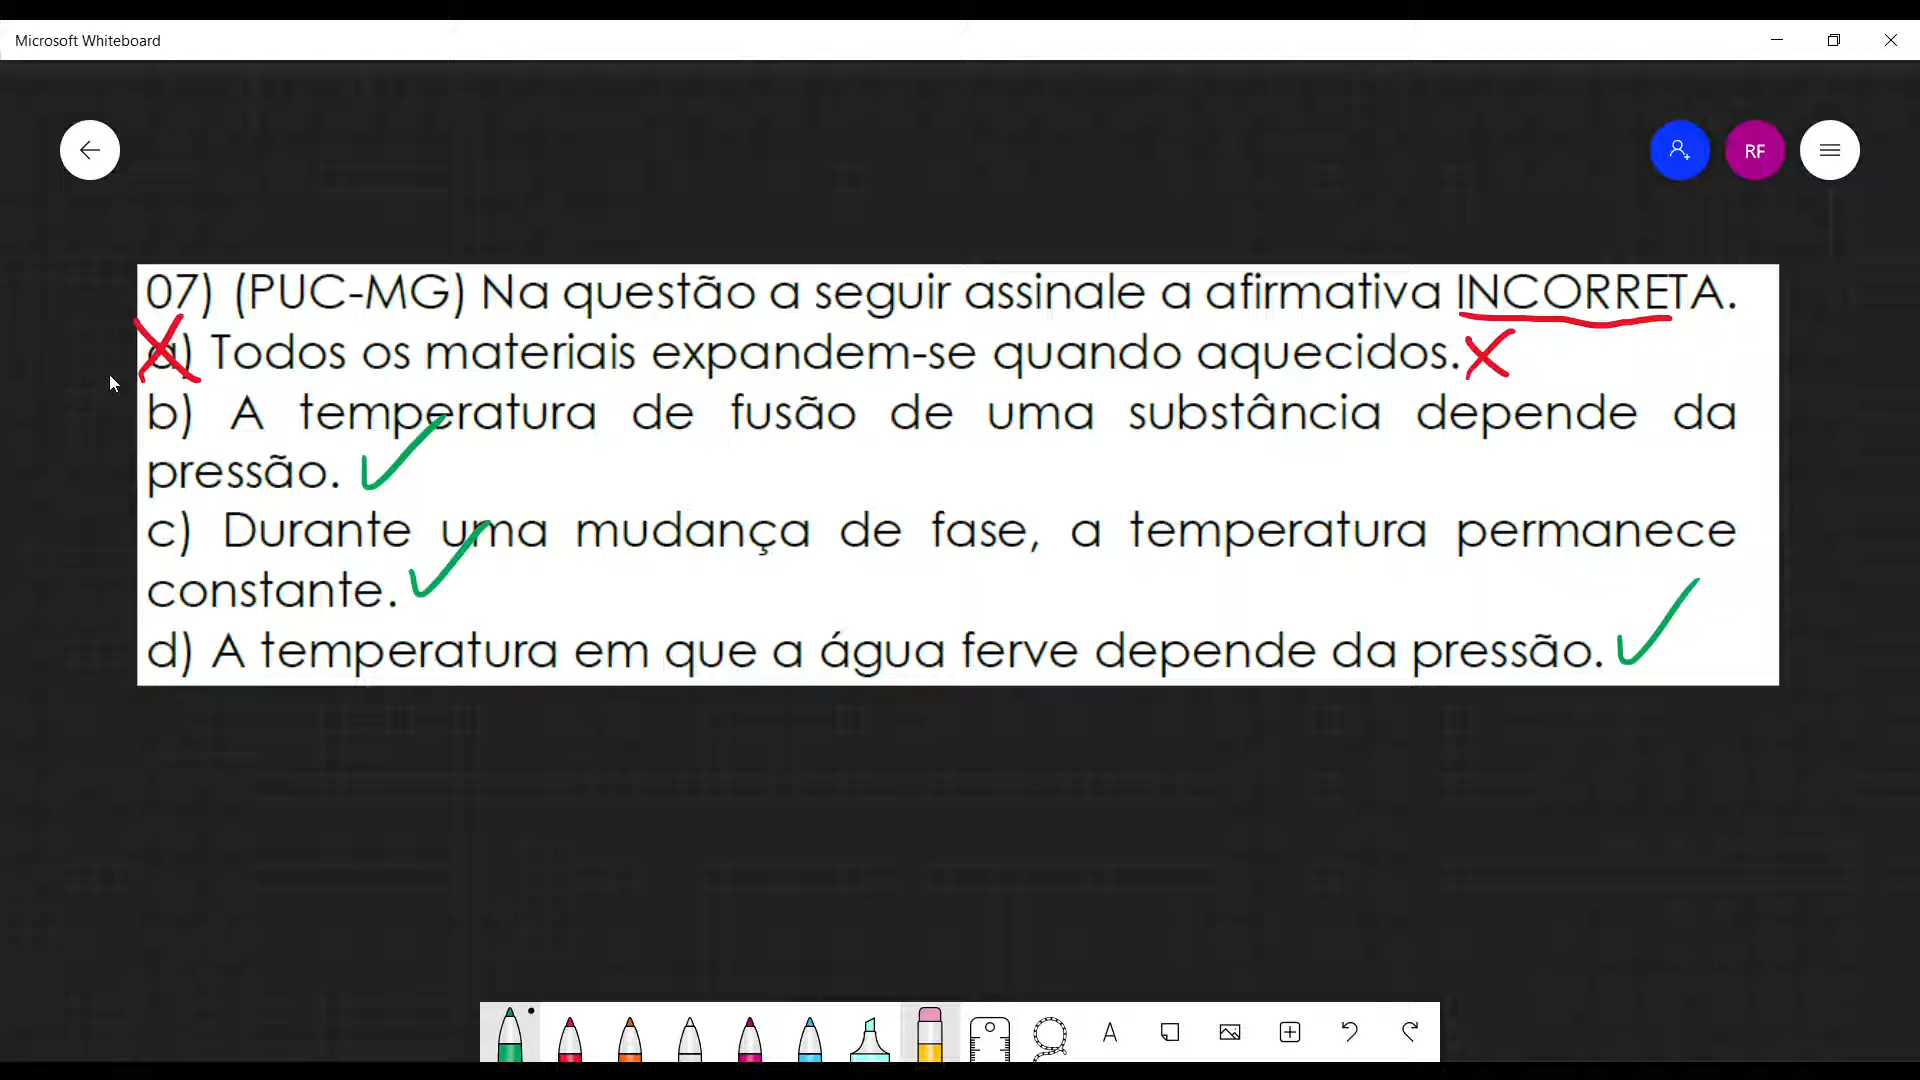 Microsoft Whiteboard
RF
07) (PUC-MG) Na questão a seguir assinale a afirmativa INCORRETA.
a) Todos os materiais expandem-se quando aquecidos.
b) A temperatura de fusão de uma substância depende da
pressão.
c) Durante uma mudança de fase, a temperatura permanece
constante.
d) A temperatura em que a água ferve depende da pressão.
A